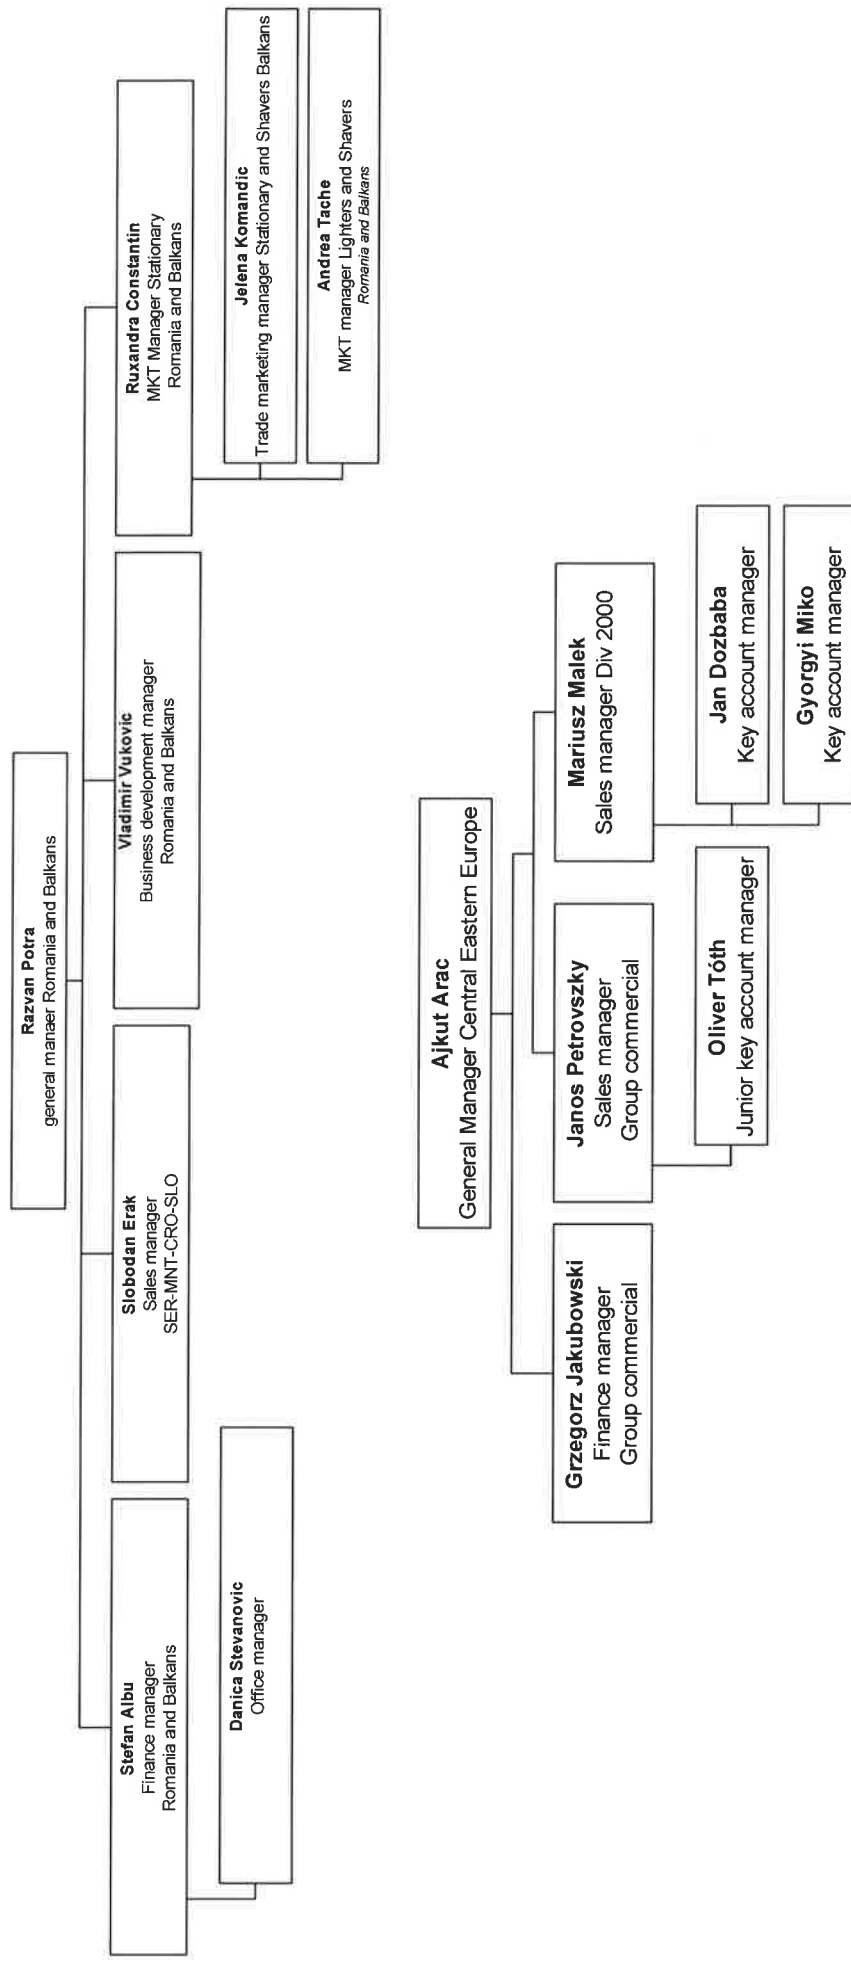 Razvan Potra
general manaer Romania and Balkans
Stefan Albu
Finance manager
Romania and Balkans
Slobodan Erak
Sales manager
SER-MNT-CRO-SLO
Vladimir Vukovic
Business development manager
Romania and Balkans
Ruxandra Constantin
MKT Manager Stationary
Romania and Balkans
Danica Stevanovic
Office manager
Jelena Komandic
Trade marketing manager Stationary and Shavers Balkans
Andrea Tache
MKT manager Lighters and Shavers
Romania and Balkans
Ajkut Arac
General Manager Central Eastern Europe
Grzegorz Jakubowski
Finance manager
Group commercial
Janos Petrovszky
Sales manager
Group commercial
Mariusz Malek
Sales manager Div 2000
Oliver Tóth
Junior key account manager
Jan Dozbaba
Key account manager
Gyorgyi Miko
Key account manager